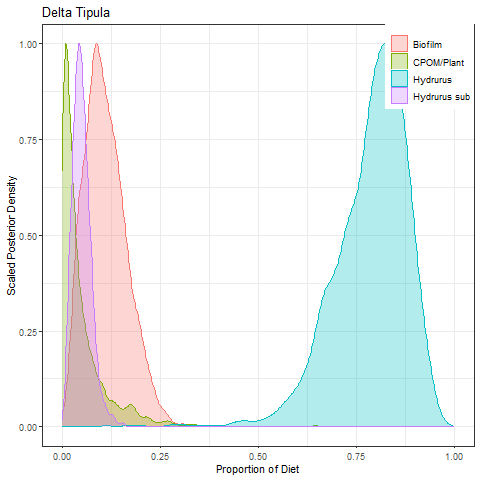 Delta Tipula
Biofilm
CPOM/Plant
Hydrurus
Hydrurus sub
1.00
0.75
0.50
0.25
0.00
Scaled Posterior Density
0.00 0.25 0.50 0.75 1.00
Proportion of Diet